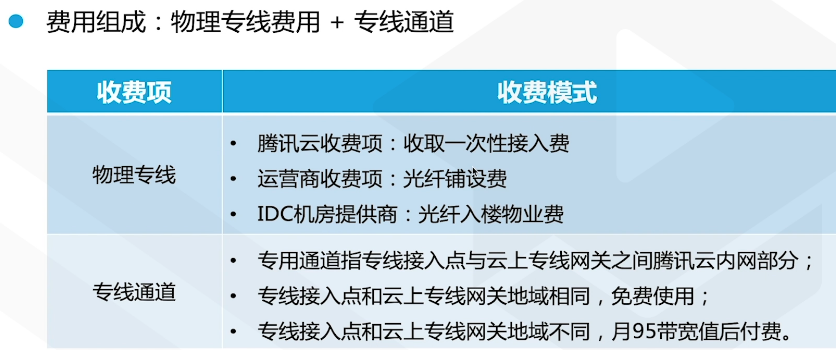 ● 费用组成：物理专线费用 + 专线通道
收费项 收费模式
物理专线
• 腾讯云收费项：收取一次性接入费
• 运营商收费项：光纤铺设费
• IDC机房提供商：光纤入楼物业费
专线通道
• 专用通道指专线接入点与云上专线网关之间腾讯云内网部分；
• 专线接入点和云上专线网关地域相同，免费使用；
• 专线接入点和云上专线网关地域不同，月95带宽值后付费。